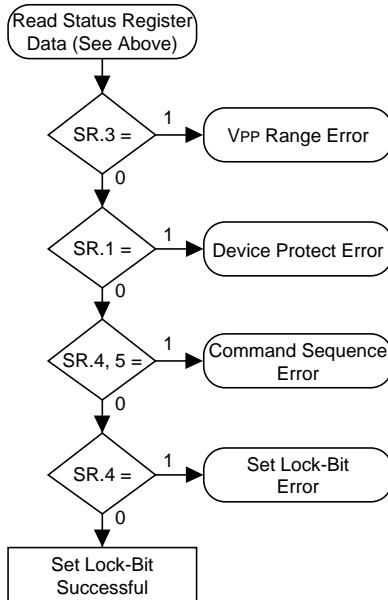 Read Status Register
Data (See Above)
SR.3 =
1
VPP Range Error
0
SR.1 =
1
Device Protect Error
0
SR.4, 5 =
1
Command Sequence
Error
0
SR.4 =
1
Set Lock-Bit
Error
0
Set Lock-Bit
Successful